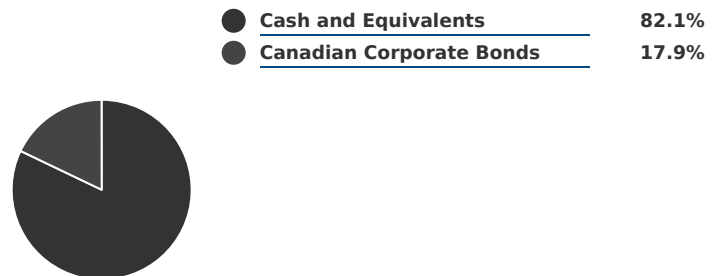 Cash and Equivalents 82.1%
Canadian Corporate Bonds 17.9%